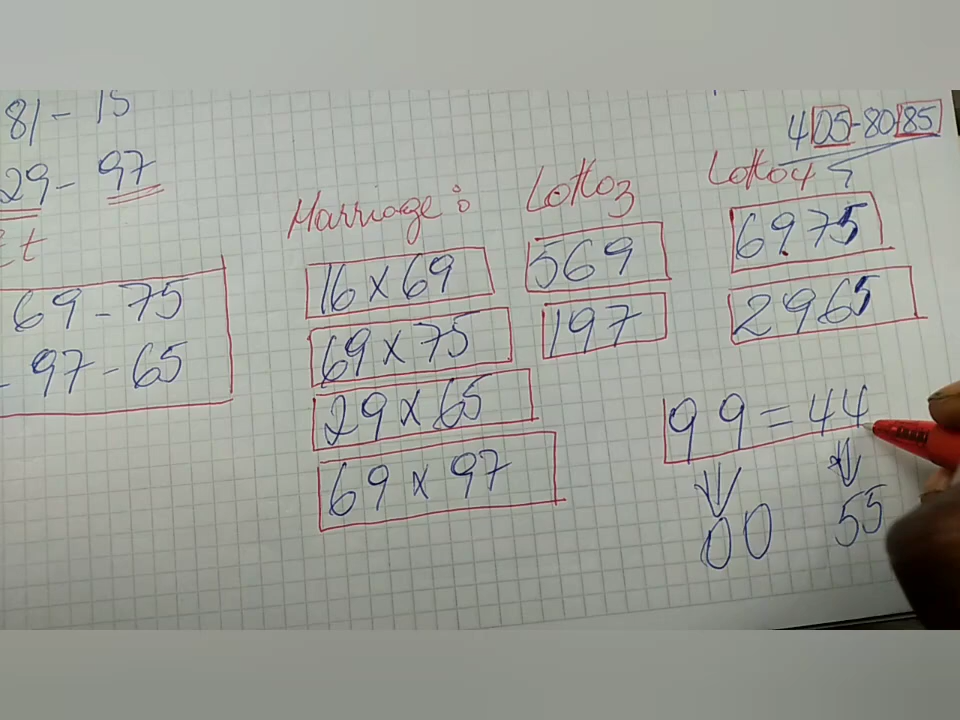 81 - 15
29 - 97
Et
69 - 75
- 97 - 65
Marriage :
16 x 69
69 x 75
29 x 65
69 x 97
Lotto3
569
197
405-80/85
Lotto4
6975
2965
99 = 44
00 55